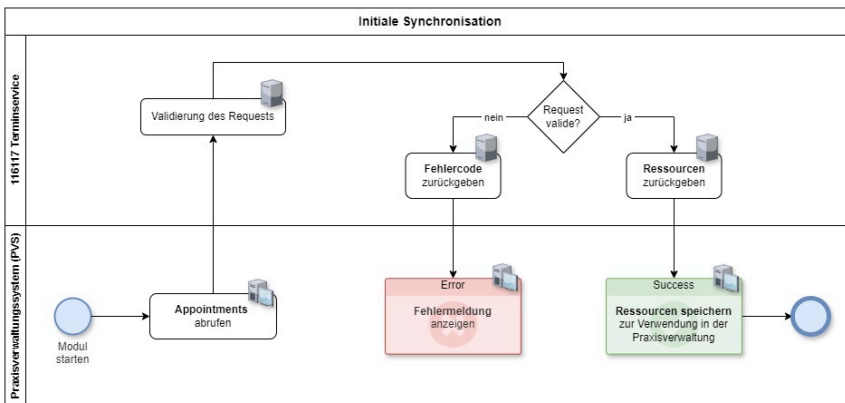 Initiale Synchronisation
116117 Terminservice
Validierung des Requests
Request
valide?
nein
ja
Fehlercode
zurückgeben
Ressourcen
zurückgeben
Praxisverwaltungssystem (PVS)
Modul
starten
Appointments
abrufen
Error
Fehlermeldung
anzeigen
Success
Ressourcen speichern
zur Verwendung in der
Praxisverwaltung